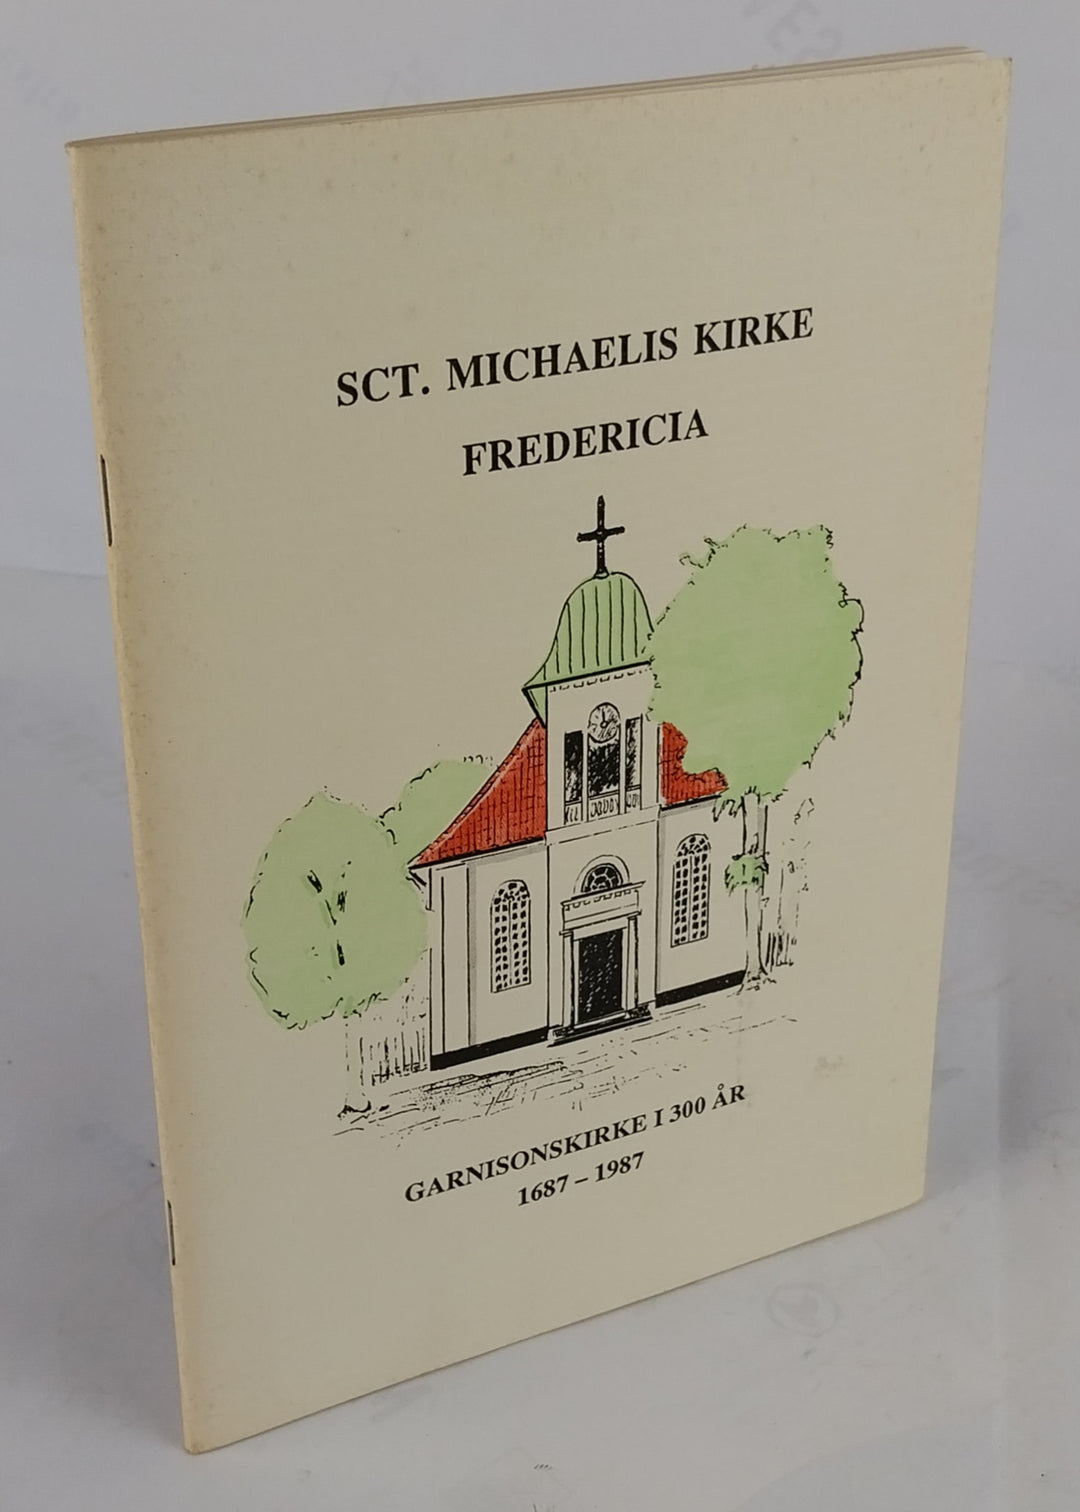 SCT. MICHAELIS KIRKE
FREDERICIA
GARNISONSKIRKE I 300 ÅR
1687 – 1987